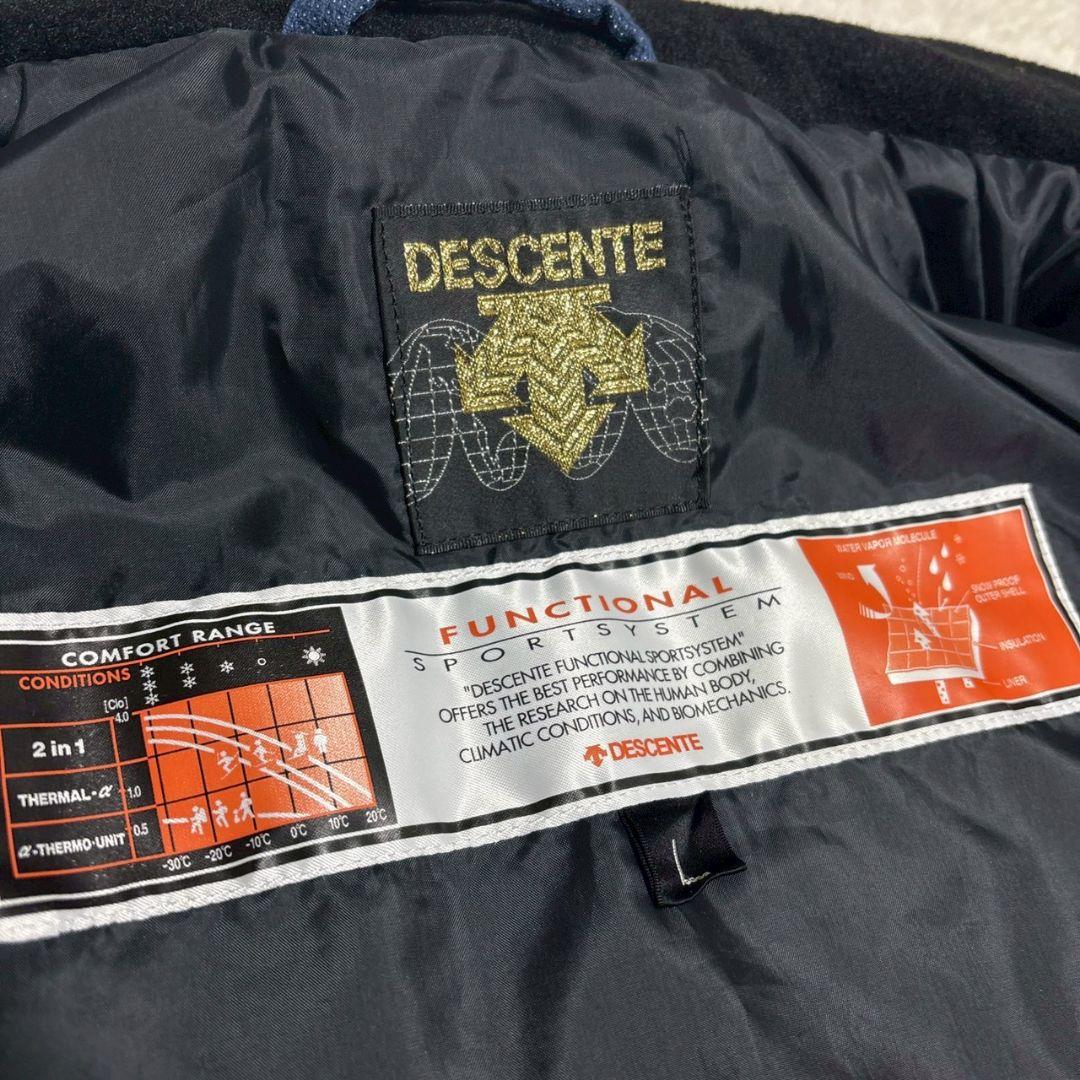 DESCENTE
COMFORT RANGE
CONDITIONS
[Clo]
4.0
2 in 1
THERMAL-α 1.0
α-THERMO-UNIT 0.5
-30℃ -20℃ -10℃ 0℃ 10℃ 20℃
FUNCTIONAL
SPORTSYSTEM
"DESCENTE FUNCTIONALSPORTSYSTEM"
OFFERS THE BEST PERFORMANCE BY COMBINING
THE RESEARCH ON THE HUMAN BODY,
CLIMATIC CONDITIONS, AND BIOMECHANICS.
DESCENTE
WATER VAPOR MOLECULE
WIND
SNOW PROOF
OUTER SHELL
INSULATION
LINER
L